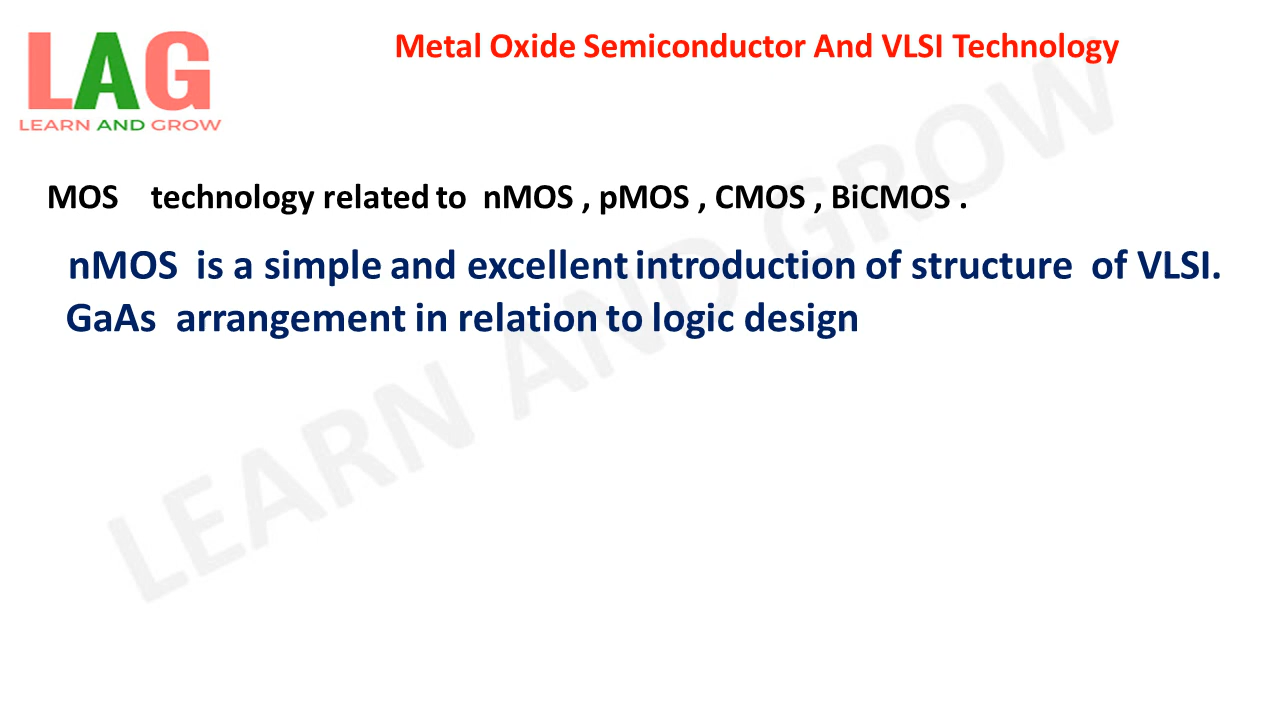 LAG
LEARN AND GROW
Metal Oxide Semiconductor And VLSI Technology
MOS technology related to nMOS , pMOS , CMOS , BiCMOS .
nMOS is a simple and excellent introduction of structure of VLSI.
GaAs arrangement in relation to logic design
LEARN AND GROW